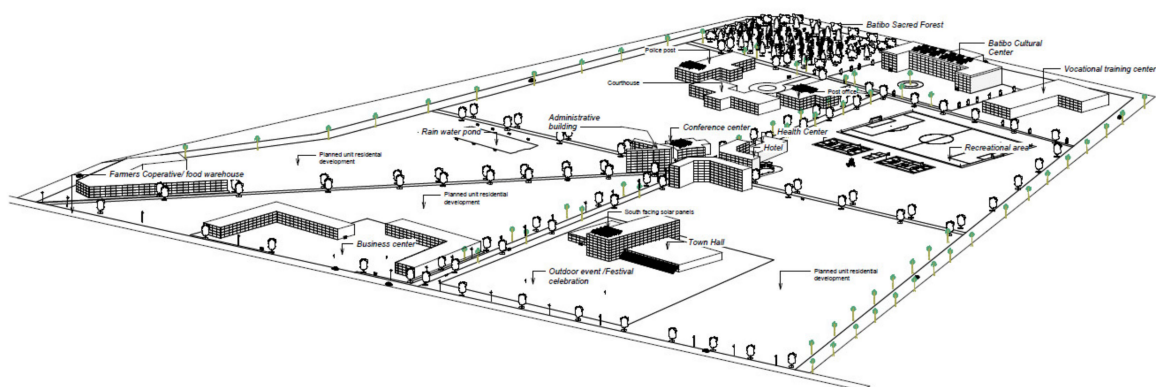 Batibo Sacred Forest
Batibo Cultural
Center
Police post
Vocational training center
Courthouse
Post office
Administrative
building
Rain water pond
Conference center
Health Center
Hotel
Recreational area
Planned unit residential
development
Farmers Coperative/ food warehouse
Planned unit residential
development
South facing solar panels
Business center
Town Hall
Outdoor event /Festival
celebration
Planned unit residential
development